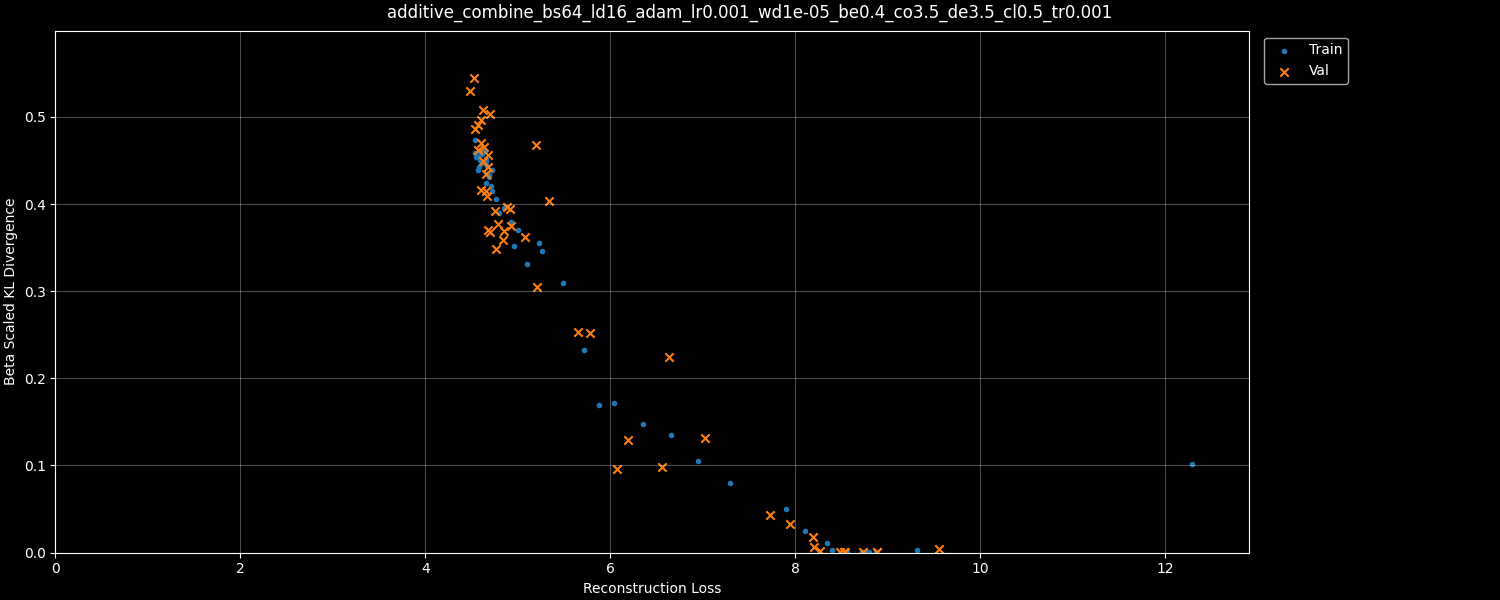 additive_combine_bs64_ld16_adam_lr0.001_wd1e-05_be0.4_co3.5_de3.5_cl0.5_tr0.001
Train
Val
Beta Scaled KL Divergence
0.5
0.4
0.3
0.2
0.1
0.0
0 2 4 6 8 10 12
Reconstruction Loss